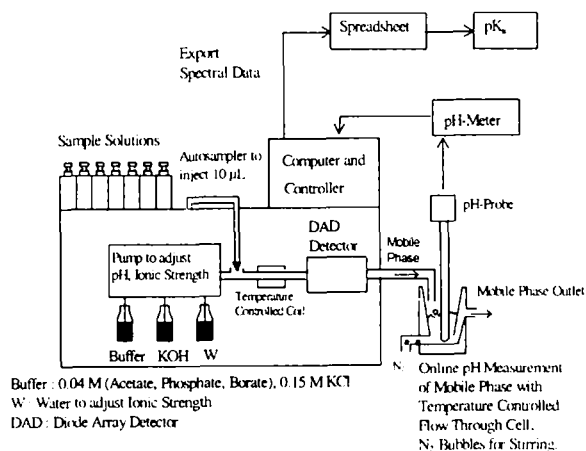 Spreadsheet
pKa
Export
Spectral Data
pH-Meter
Sample Solutions
Autosampler to
inject 10 µL
Computer and
Controller
pH-Probe
DAD
Detector
Mobile
Phase
Pump to adjust
pH, Ionic Strength
Temperature
Controlled Coil
Mobile Phase Outlet
Buffer KOH W
N
Buffer : 0.04 M (Acetate, Phosphate, Borate), 0.15 M KCl
W : Water to adjust Ionic Strength
DAD : Diode Array Detector
Online pH Measurement
of Mobile Phase with
Temperature Controlled
Flow Through Cell.
N₂ Bubbles for Stirring.